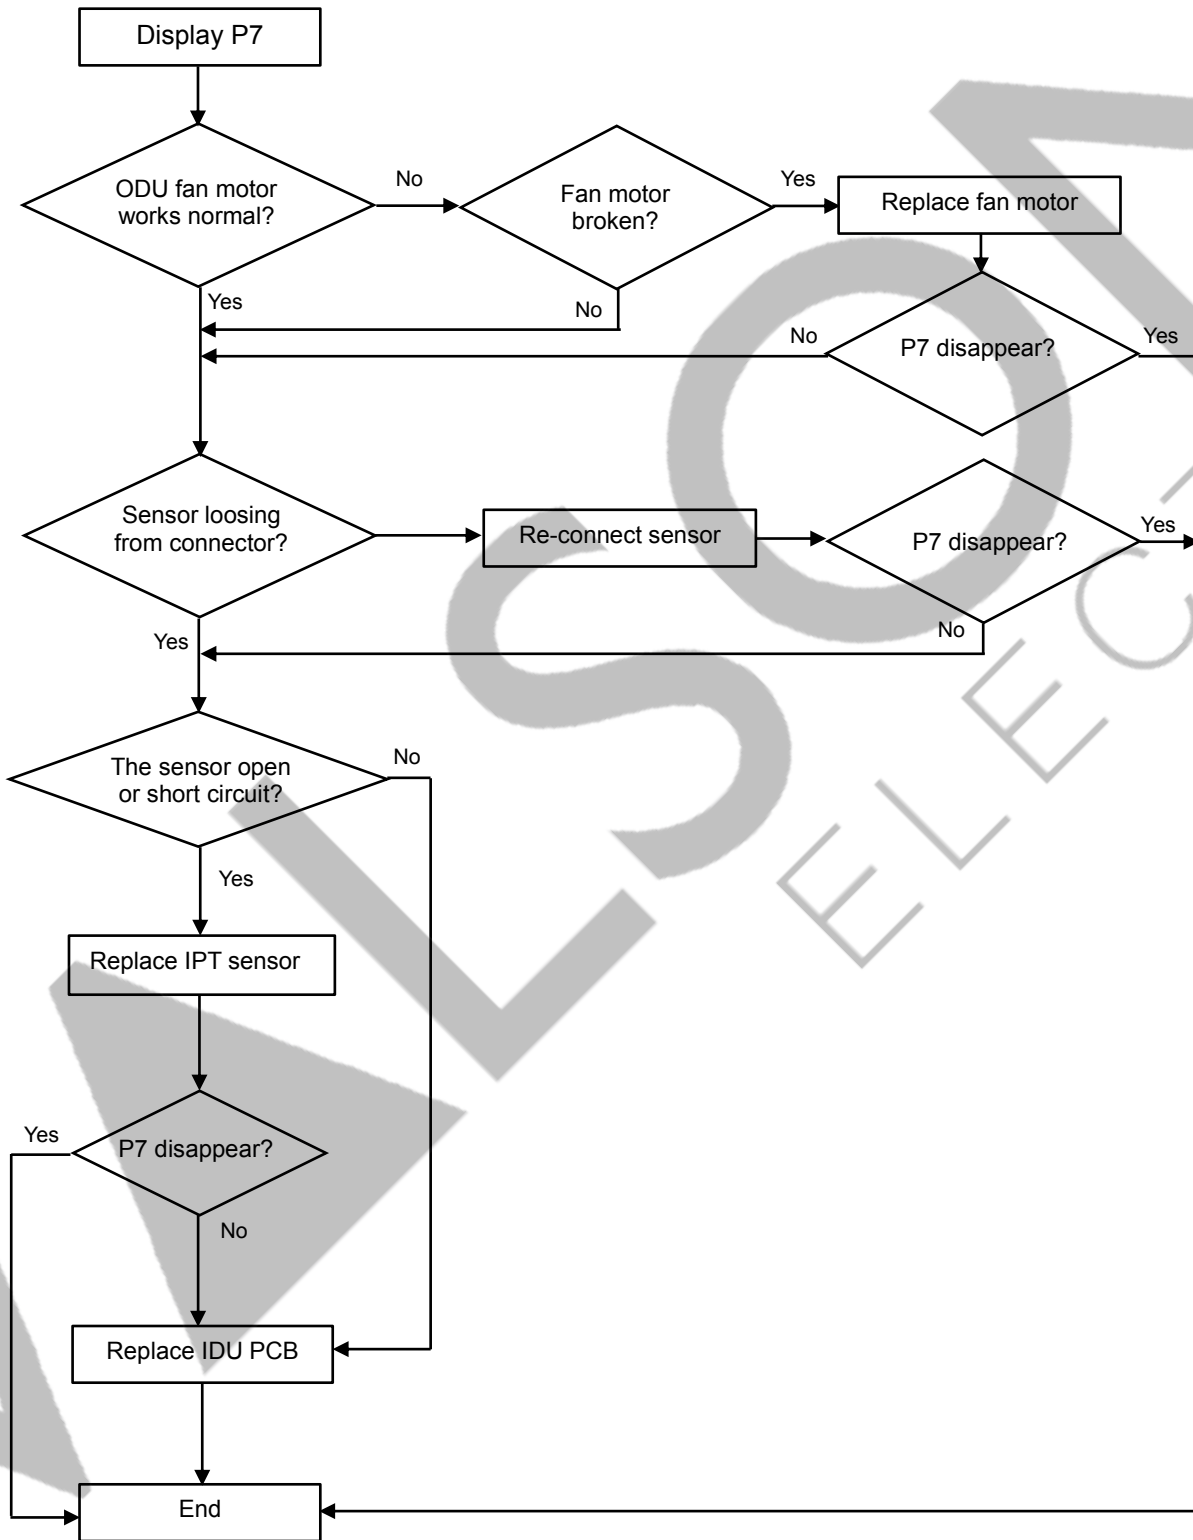 Display P7
ODU fan motor
works normal?
No
Fan motor
broken?
Yes
Replace fan motor
Yes
No
No
P7 disappear?
Yes
Sensor loosing
from connector?
Re-connect sensor
P7 disappear?
Yes
Yes
No
The sensor open
or short circuit?
No
Yes
Replace IPT sensor
Yes
P7 disappear?
No
Replace IDU PCB
End